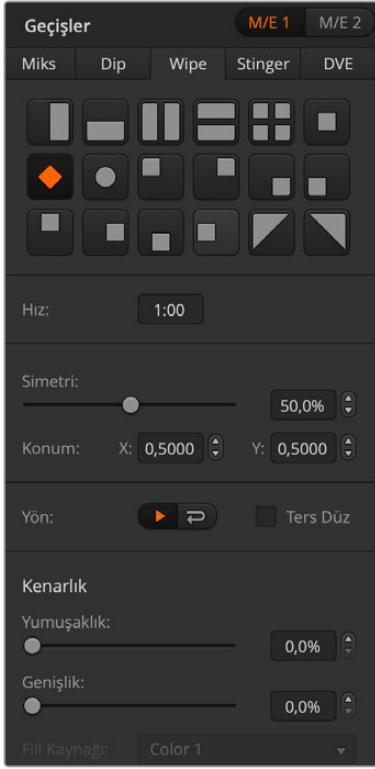 Geçişler M/E 1 M/E 2
Miks Dip Wipe Stinger DVE
Hız: 1:00
Simetri:
50,0%
Konum: X: 0,5000 Y: 0,5000
Yön: Ters Düz
Kenarlık
Yumuşaklık:
0,0%
Genişlik:
0,0%
Fill Kaynağı: Color 1